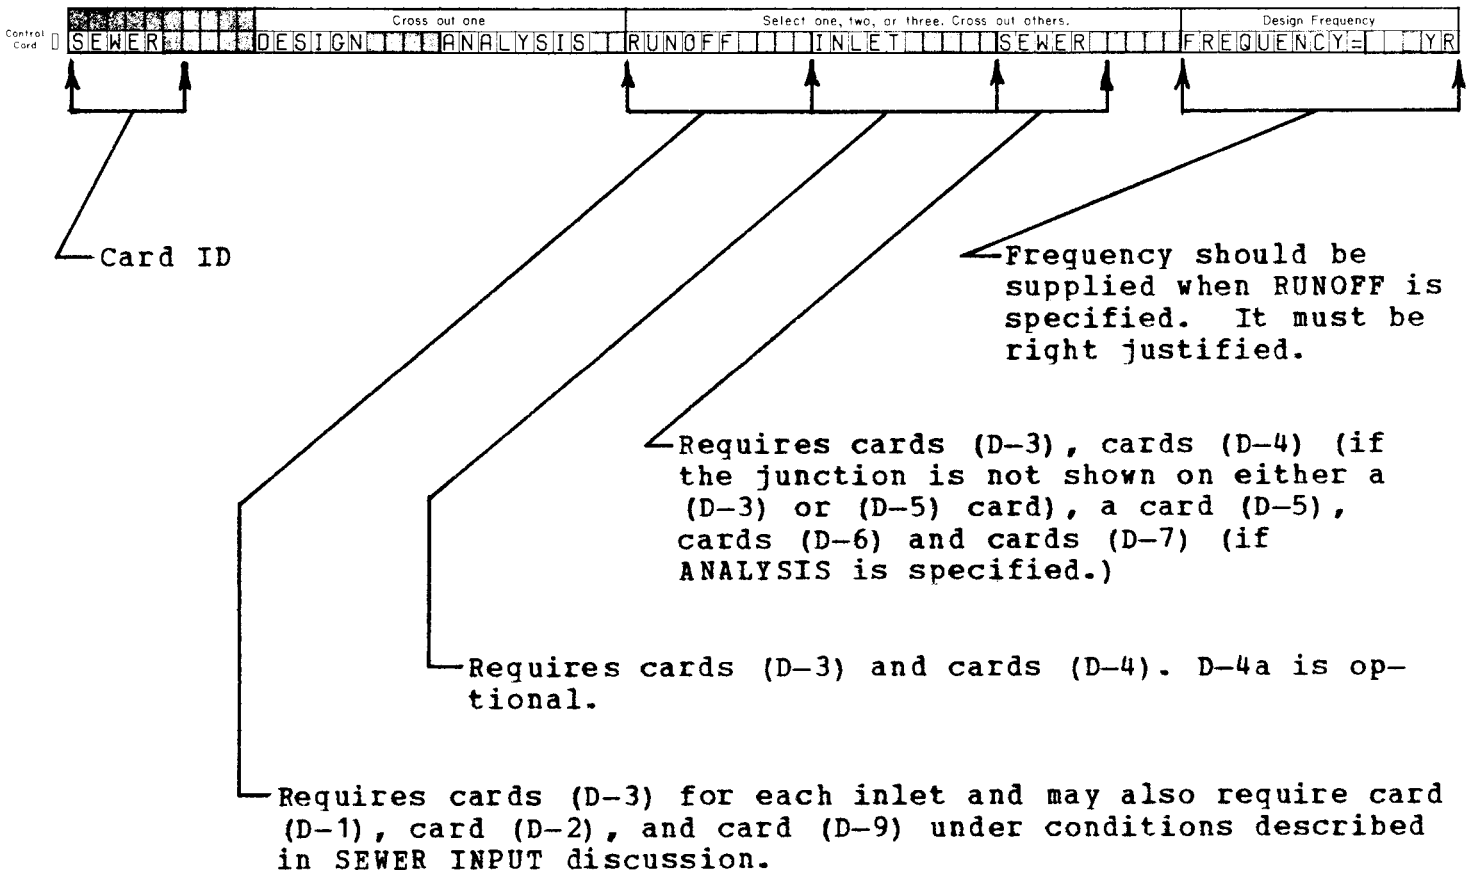 Cross out one
Select one, two, or three. Cross out others.
Design Frequency
Control
Card
SEWER DESIGN ANALYSIS RUNOFF INLET SEWER FREQUENCY= YR
Card ID
Frequency should be
supplied when RUNOFF is
specified. It must be
right justified.
Requires cards (D-3), cards (D-4) (if
the junction is not shown on either a
(D-3) or (D-5) card), a card (D-5),
cards (D-6) and cards (D-7) (if
ANALYSIS is specified.)
Requires cards (D-3) and cards (D-4). D-4a is op-
tional.
Requires cards (D-3) for each inlet and may also require card
(D-1), card (D-2), and card (D-9) under conditions described
in SEWER INPUT discussion.